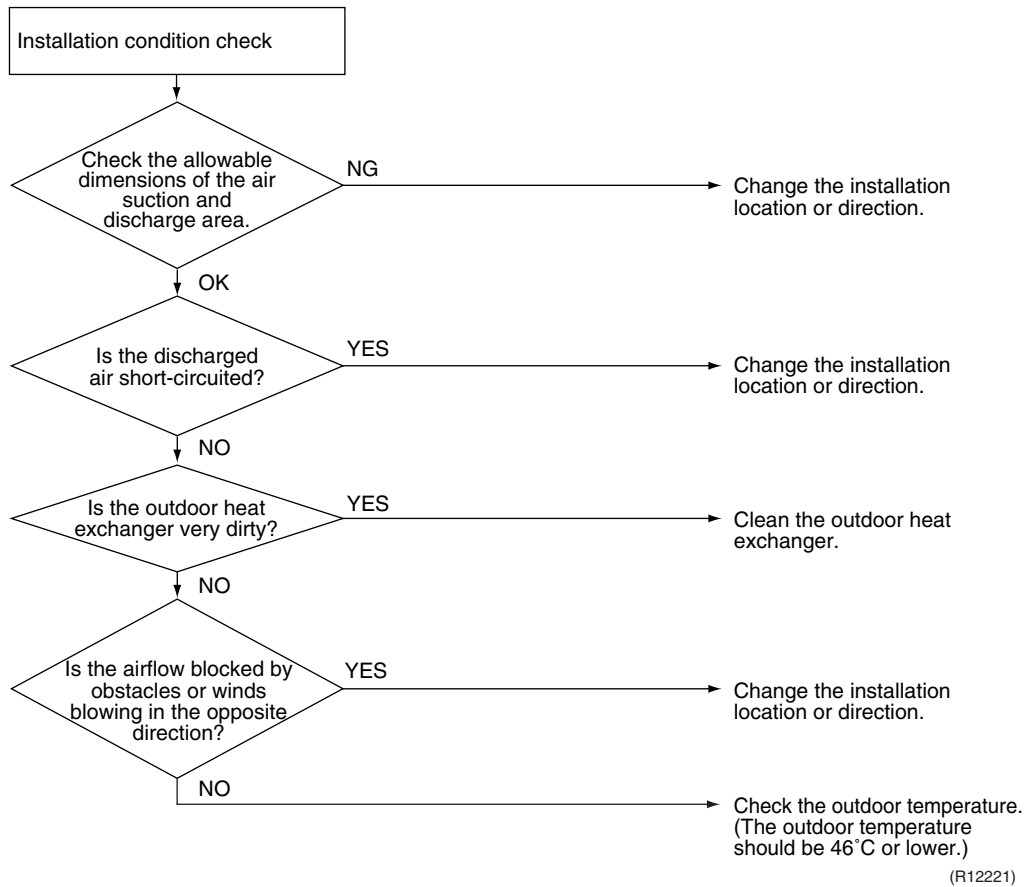 Installation condition check
Check the allowable
dimensions of the air
suction and
discharge area.
NG
Change the installation
location or direction.
OK
Is the discharged
air short-circuited?
YES
Change the installation
location or direction.
NO
Is the outdoor heat
exchanger very dirty?
YES
Clean the outdoor heat
exchanger.
NO
Is the airflow blocked by
obstacles or winds
blowing in the opposite
direction?
YES
Change the installation
location or direction.
NO
Check the outdoor temperature.
(The outdoor temperature
should be 46˚C or lower.)
(R12221)